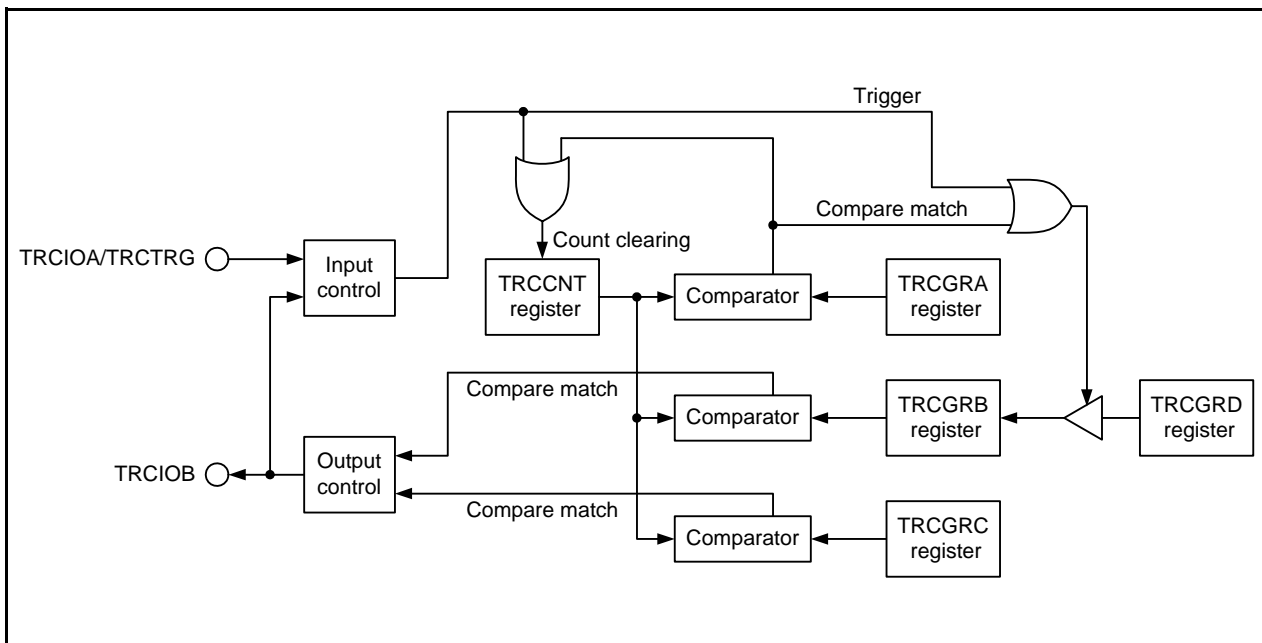 Trigger
Compare match
Count clearing
TRCIOA/TRCTRG
Input
control
TRCCNT
register
Comparator
TRCGRA
register
Compare match
Comparator
TRCGRB
register
TRCGRD
register
TRCIOB
Output
control
Compare match
Comparator
TRCGRC
register